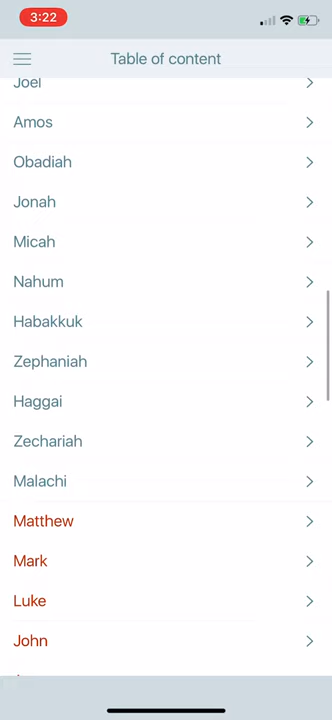 3:22
Table of content
Joel
Amos
Obadiah
Jonah
Micah
Nahum
Habakkuk
Zephaniah
Haggai
Zechariah
Malachi
Matthew
Mark
Luke
John